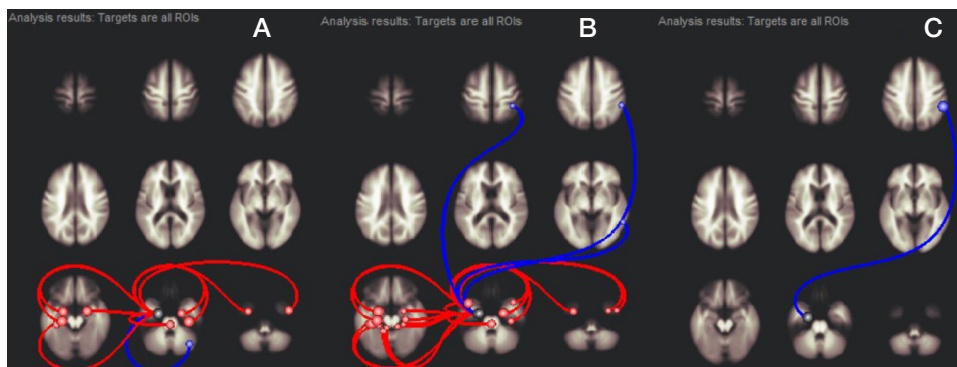 Analysis results: Targets are all ROIs
A
Analysis results: Targets are all ROIs
B
Analysis results: Targets are all ROIs
C